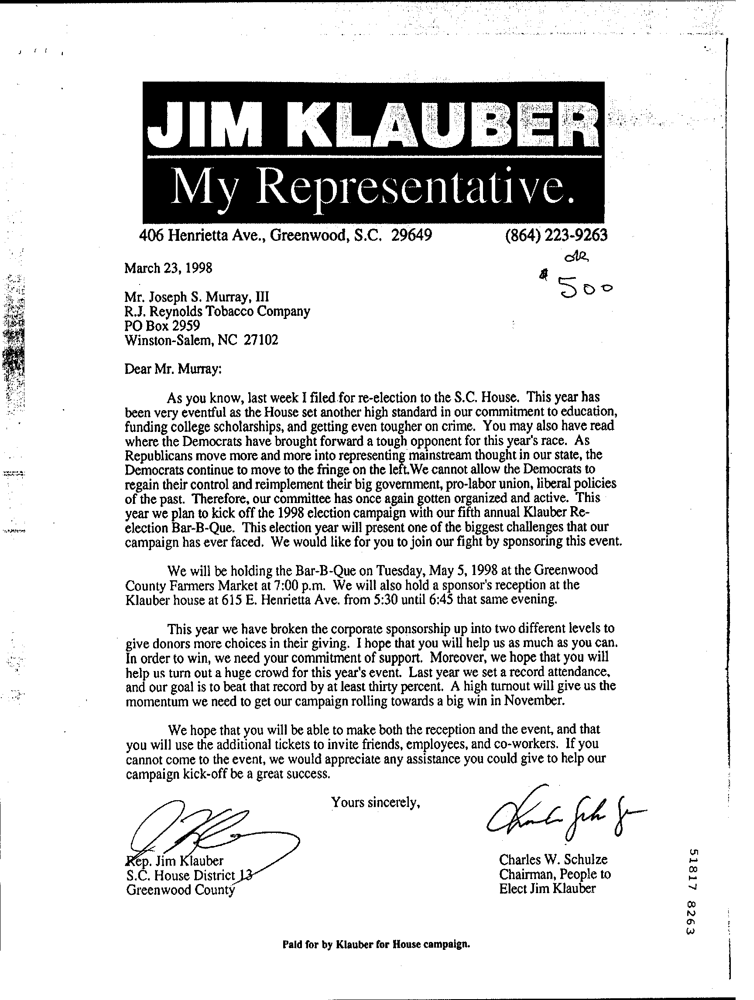 JIM KLAUBER
My Representative.
406 Henrietta Ave., Greenwood, S.C. 29649 (864) 223-9263
March 23, 1998
ok
$500
Mr. Joseph S. Murray, III
R.J. Reynolds Tobacco Company
PO Box 2959
Winston-Salem, NC 27102
Dear Mr. Murray:
As you know, last week I filed for re-election to the S.C. House. This year has
been very eventful as the House set another high standard in our commitment to education,
funding college scholarships, and getting even tougher on crime. You may also have read
where the Democrats have brought forward a tough opponent for this year's race. As
Republicans move more and more into representing mainstream thought in our state, the
Democrats continue to move to the fringe on the left.We cannot allow the Democrats to
regain their control and reimplement their big government, pro-labor union, liberal policies
of the past. Therefore, our committee has once again gotten organized and active. This
year we plan to kick off the 1998 election campaign with our fifth annual Klauber Re-
election Bar-B-Que. This election year will present one of the biggest challenges that our
campaign has ever faced. We would like for you to join our fight by sponsoring this event.
We will be holding the Bar-B-Que on Tuesday, May 5, 1998 at the Greenwood
County Farmers Market at 7:00 p.m. We will also hold a sponsor's reception at the
Klauber house at 615 E. Henrietta Ave. from 5:30 until 6:45 that same evening.
This year we have broken the corporate sponsorship up into two different levels to
give donors more choices in their giving. I hope that you will help us as much as you can.
In order to win, we need your commitment of support. Moreover, we hope that you will
help us turn out a huge crowd for this year's event. Last year we set a record attendance,
and our goal is to beat that record by at least thirty percent. A high turnout will give us the
momentum we need to get our campaign rolling towards a big win in November.
We hope that you will be able to make both the reception and the event, and that
you will use the additional tickets to invite friends, employees, and co-workers. If you
cannot come to the event, we would appreciate any assistance you could give to help our
campaign kick-off be a great success.
Yours sincerely,
Rep. Jim Klauber
S.C. House District 13
Greenwood County
Charles W. Schulze
Chairman, People to
Elect Jim Klauber
51817 8263
Paid for by Klauber for House campaign.